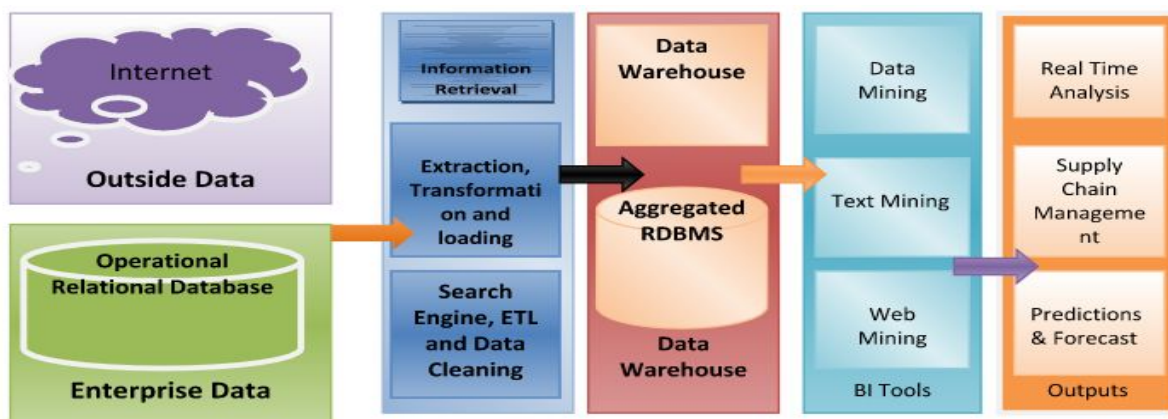 Internet
Outside Data
Operational
Relational Database
Enterprise Data
Information
Retrieval
Extraction,
Transformati
on and
loading
Search
Engine, ETL
and Data
Cleaning
Data
Warehouse
Aggregated
RDBMS
Data
Warehouse
Data
Mining
Text Mining
Web
Mining
BI Tools
Real Time
Analysis
Supply
Chain
Manageme
nt
Predictions
& Forecast
Outputs